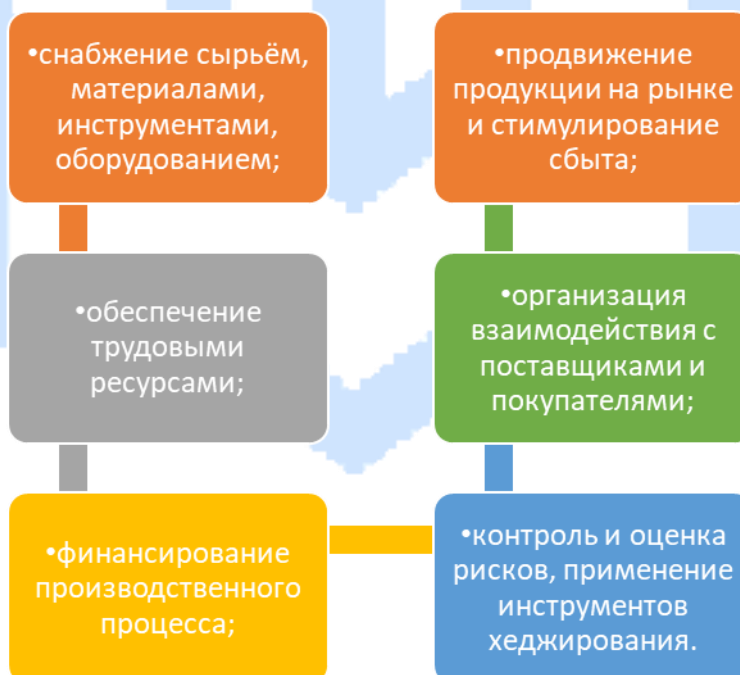 •снабжение сырьём,
материалами,
инструментами,
оборудованием;
•обеспечение
трудовыми
ресурсами;
•финансирование
производственного
процесса;
•контроль и оценка
рисков, применение
инструментов
хеджирования.
•организация
взаимодействия с
поставщиками и
покупателями;
•продвижение
продукции на рынке
и стимулирование
сбыта;